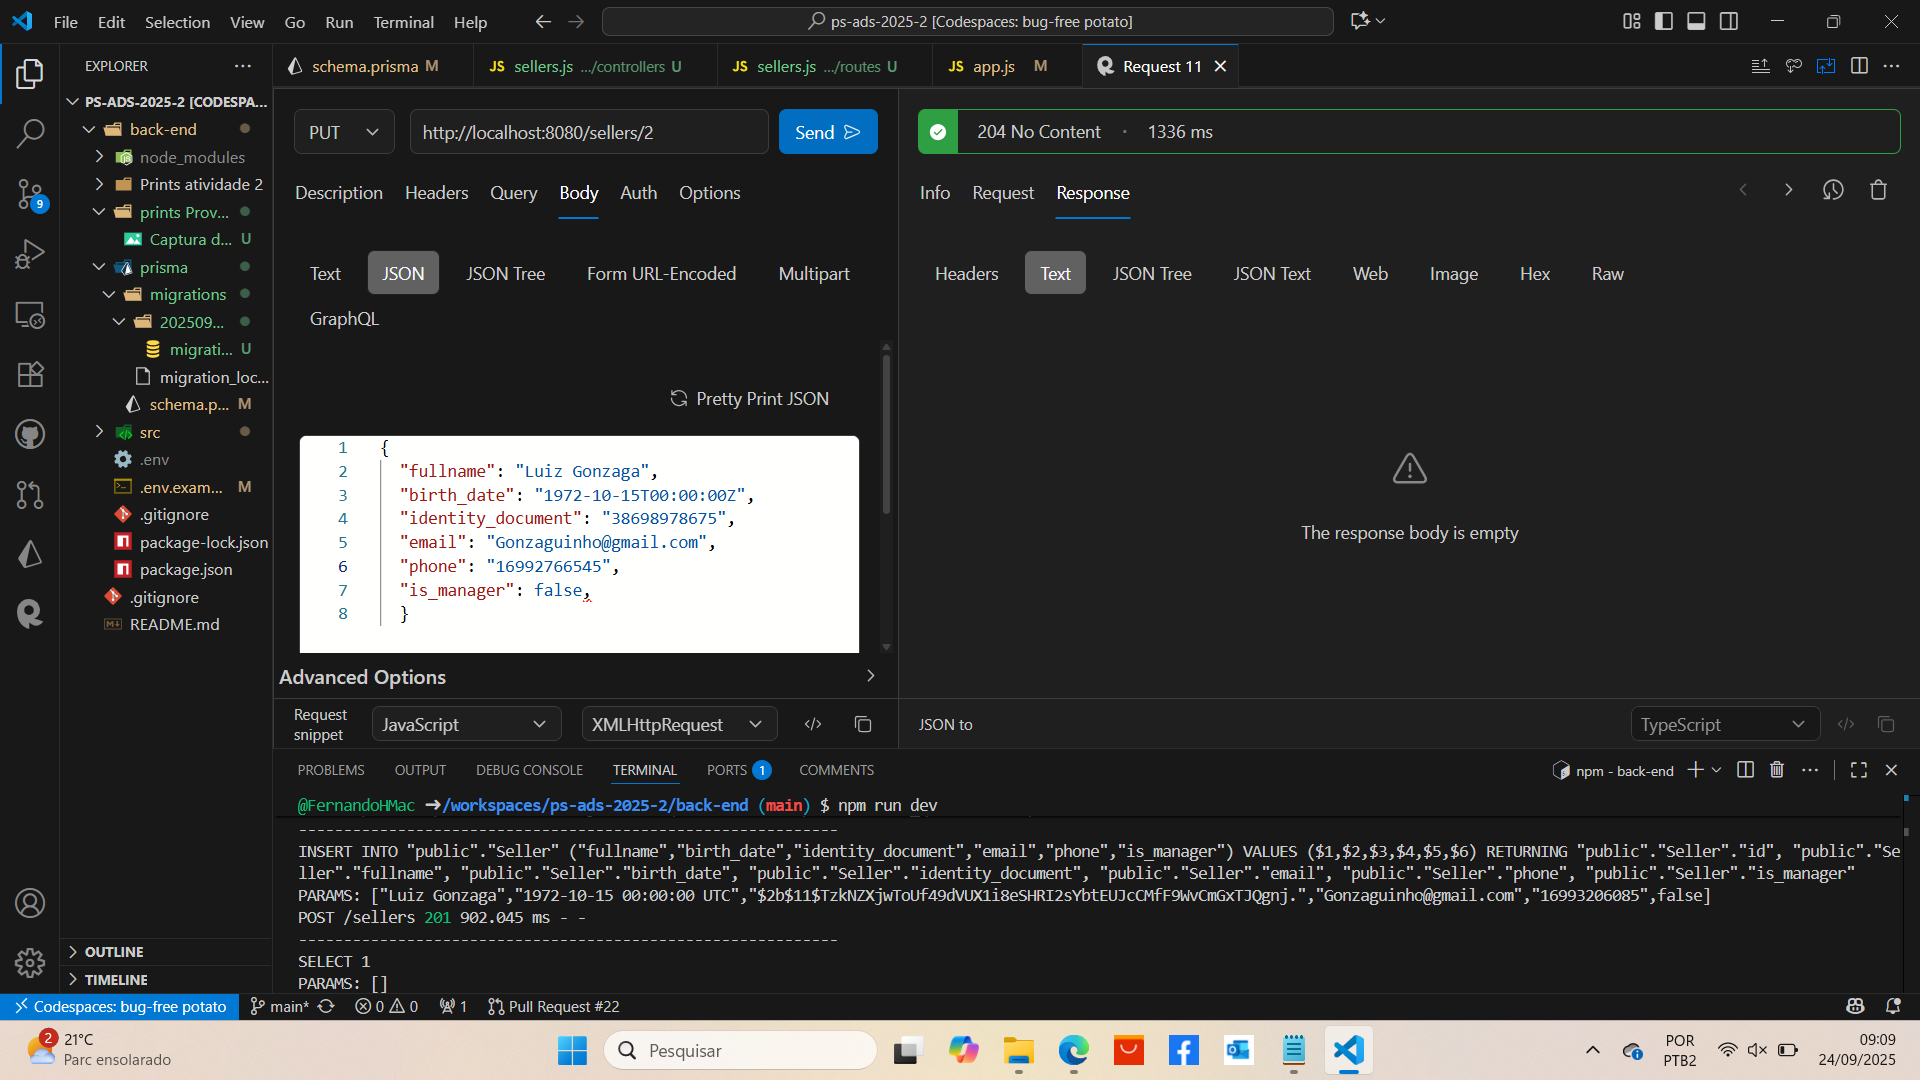 File Edit Selection View Go Run Terminal Help
ps-ads-2025-2 [Codespaces: bug-free potato]
EXPLORER
schema.prisma M
JS sellers.js .../controllers U
JS sellers.js .../routes U
JS app.js M
Request 11
PS-ADS-2025-2 [CODESPA...
back-end
node_modules
Prints atividade 2
prints Prov...
Captura d... U
prisma
migrations
202509...
migrati... U
migration_loc...
schema.p... M
src
.env
.env.exam... M
.gitignore
package-lock.json
package.json
.gitignore
README.md
OUTLINE
TIMELINE
9
PUT
http://localhost:8080/sellers/2
Send
Description Headers Query Body Auth Options
Text JSON JSON Tree Form URL-Encoded Multipart
GraphQL
Pretty Print JSON
1 {
2 "fullname": "Luiz Gonzaga",
3 "birth_date": "1972-10-15T00:00:00Z",
4 "identity_document": "38698978675",
5 "email": "Gonzaguinho@gmail.com",
6 "phone": "16992766545",
7 "is_manager": false,
8 }
Advanced Options
Request
snippet
JavaScript
XMLHttpRequest
204 No Content · 1336 ms
Info Request Response
Headers Text JSON Tree JSON Text Web Image Hex Raw
The response body is empty
JSON to
TypeScript
PROBLEMS OUTPUT DEBUG CONSOLE TERMINAL PORTS 1 COMMENTS
npm - back-end
@FernandoHMac ➜/workspaces/ps-ads-2025-2/back-end (main) $ npm run dev
------------------------------------------------------------
INSERT INTO "public"."Seller" ("fullname","birth_date","identity_document","email","phone","is_manager") VALUES ($1,$2,$3,$4,$5,$6) RETURNING "public"."Seller"."id", "public"."Se
ller"."fullname", "public"."Seller"."birth_date", "public"."Seller"."identity_document", "public"."Seller"."email", "public"."Seller"."phone", "public"."Seller"."is_manager"
PARAMS: ["Luiz Gonzaga","1972-10-15 00:00:00 UTC","$2b$11$TzkNZXjwToUf49dVUX1i8eSHRI2sYbtEUJcCMfF9WvCmGxTJQgnj.","Gonzaguinho@gmail.com","16993206085",false]
POST /sellers 201 902.045 ms - -
------------------------------------------------------------
SELECT 1
PARAMS: []
Codespaces: bug-free potato
main*
0 0
1
Pull Request #22
2
21°C
Parc ensolarado
Pesquisar
POR
PTB2
09:09
24/09/2025